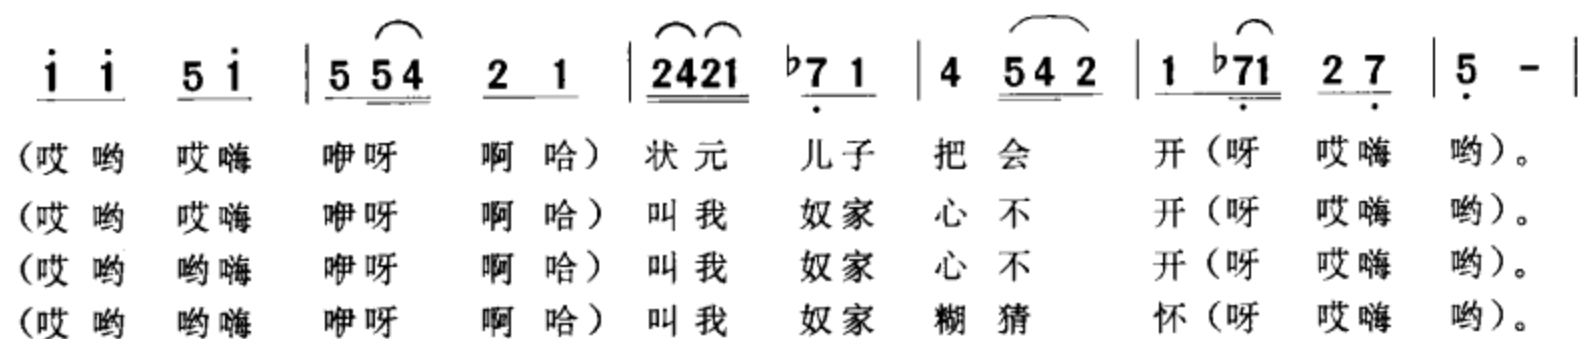 i i 5 i | 5 5 4 2 1 | 2421 ♭7 1 | 4 5 4 2 | 1 ♭71 2 7 | 5 - |
(哎哟 哎嗨 咿呀 啊哈)状元 儿子 把会 开(呀 哎嗨 哟)。
(哎哟 哎嗨 咿呀 啊哈)叫我 奴家 心不 开(呀 哎嗨 哟)。
(哎哟 哟嗨 咿呀 啊哈)叫我 奴家 心不 开(呀 哎嗨 哟)。
(哎哟 哟嗨 咿呀 啊哈)叫我 奴家 糊猜 怀(呀 哎嗨 哟)。